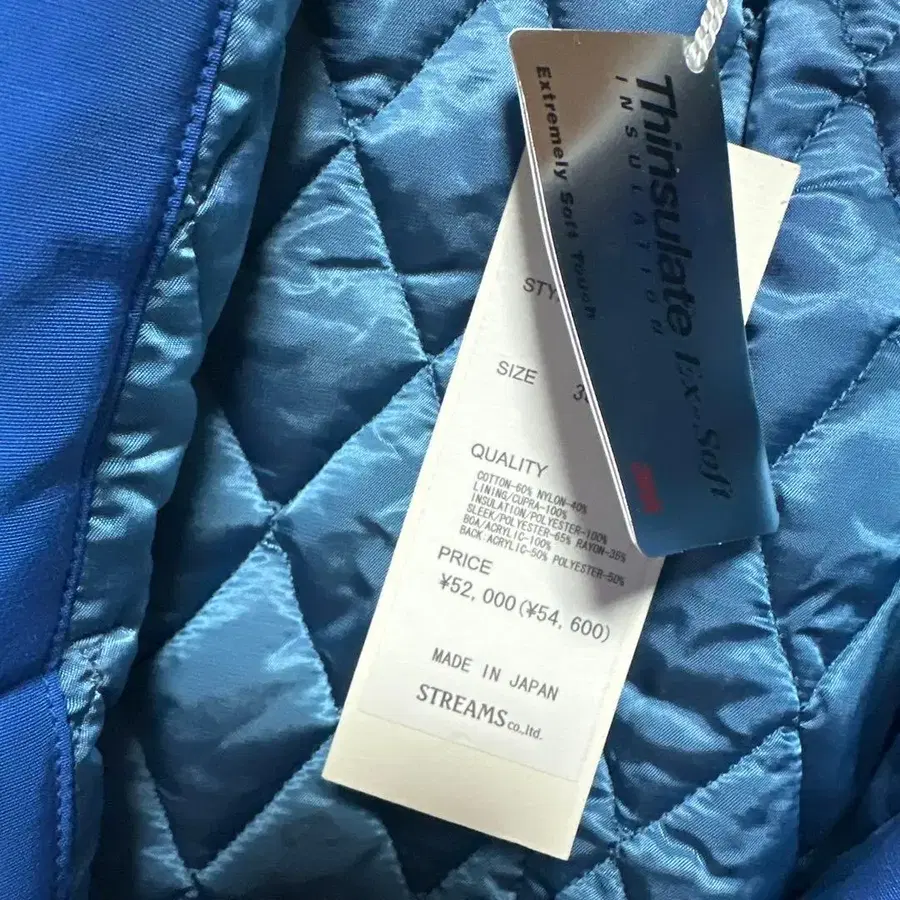 Thinsulate Ex...Soft
INSULATION
Extremely Soft Touch
SIZE
QUALITY
COTTON-60% NYLON-40%
LINING/CUPRA-100%
INSULATION/POLYESTER-100%
SLEEK/POLYESTER-65% RAYON-35%
BOA/ACRYLIC-100%
BACK:ACRYLIC-50% POLYESTER-50%
PRICE
¥52,000(¥54,600)
MADE IN JAPAN
STREAMS co.,ltd.